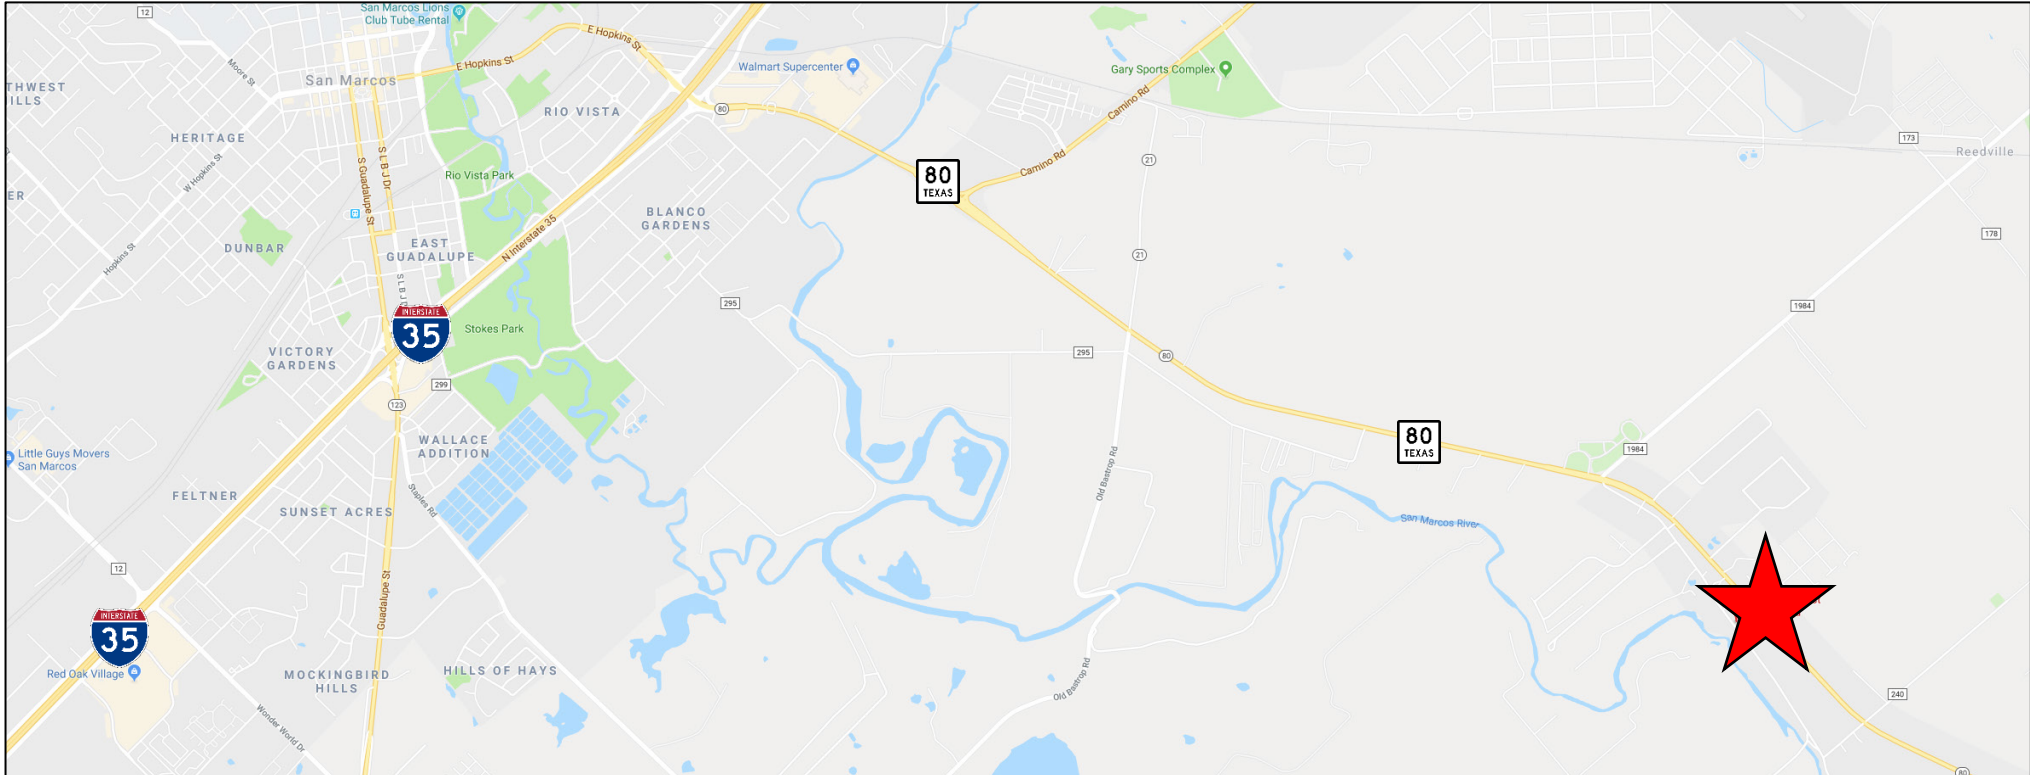 12
San Marcos Lions
Club Tube Rental
E Hopkins St
E Hopkins St
Moore St
San Marcos
Walmart Supercenter
Gary Sports Complex
THWEST
ILLS
80
RIO VISTA
Camino Rd
HERITAGE
173
Reedville
S Guadalupe St
S L B J Dr
W Hopkins St
Rio Vista Park
80
TEXAS
Camino Rd
21
ER
BLANCO
GARDENS
N Interstate 35
DUNBAR
EAST
GUADALUPE
Hopkins St
178
21
S L B J D
295
1984
INTERSTATE
35
Stokes Park
VICTORY
GARDENS
295
80
299
123
WALLACE
ADDITION
80
TEXAS
1984
Little Guys Movers
San Marcos
FELTNER
SUNSET ACRES
Staples Rd
Old Bastrop Rd
San Marcos River
12
Guadalupe St
INTERSTATE
35
Red Oak Village
MOCKINGBIRD
HILLS
HILLS OF HAYS
Old Bastrop Rd
240
Wonder World Dr
80